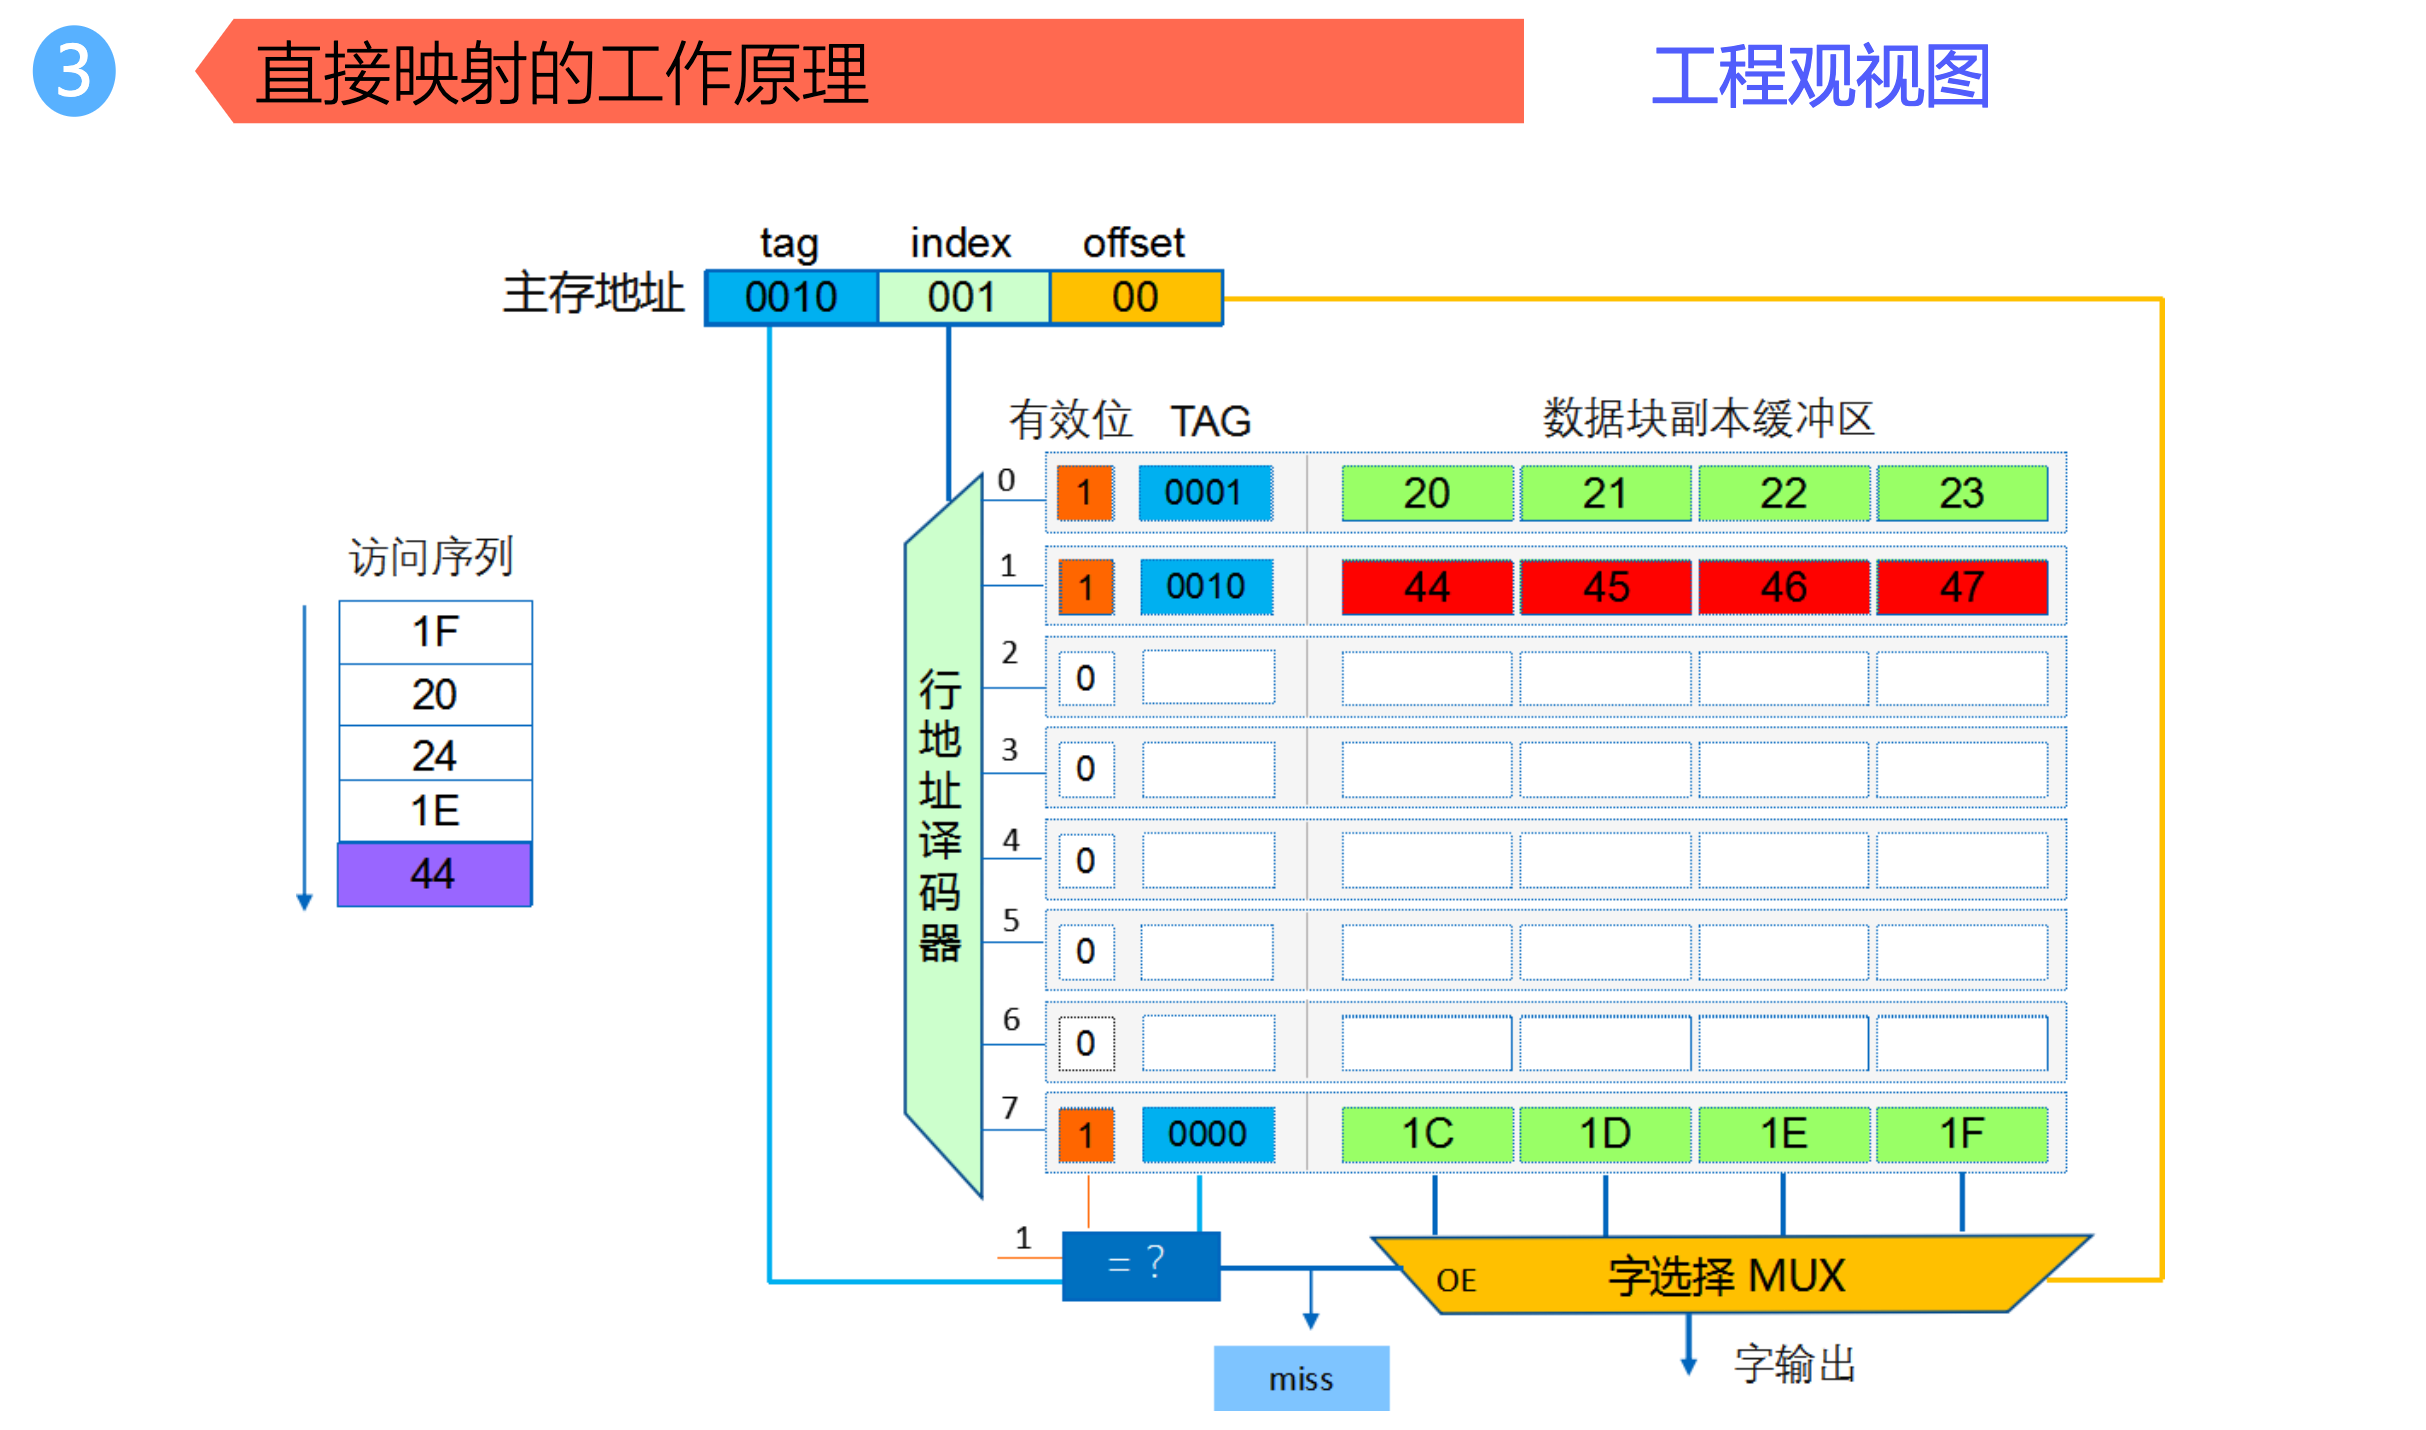 3
直接映射的工作原理
工程观视图
tag index offset
主存地址 0010 001 00
有效位 TAG 数据块副本缓冲区
0 1 0001 20 21 22 23
1 1 0010 44 45 46 47
2 0
3 0
4 0
5 0
6 0
7 1 0000 1C 1D 1E 1F
行地址译码器
访问序列
1F
20
24
1E
44
1 = ?
OE 字选择 MUX
miss
字输出